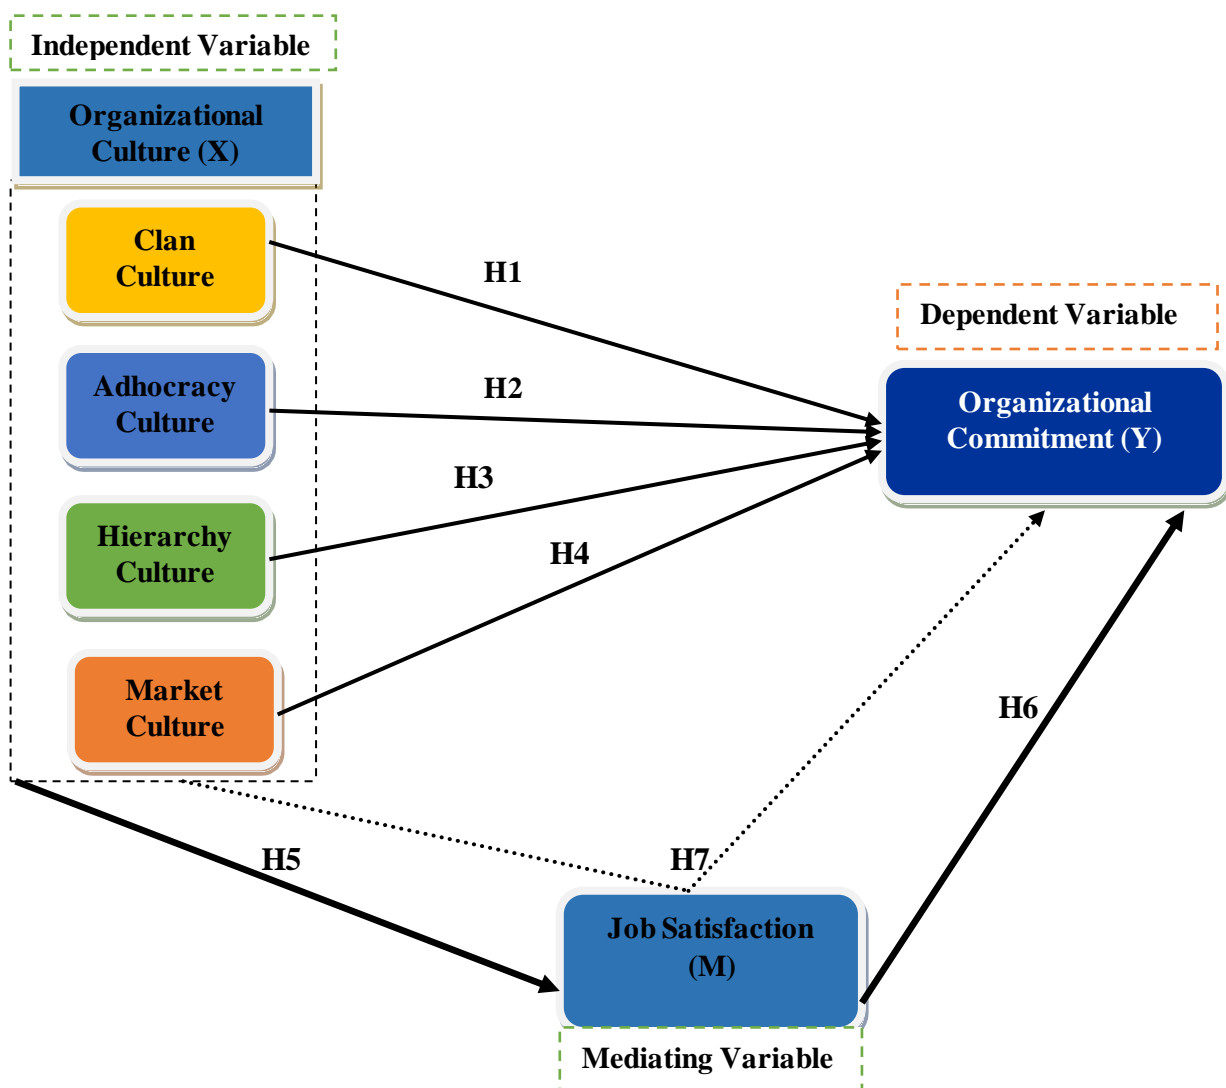 Independent Variable
Organizational
Culture (X)
Clan
Culture
H1
Dependent Variable
Adhocracy
Culture
H2
Organizational
Commitment (Y)
H3
Hierarchy
Culture
H4
Market
Culture
H6
H5
H7
Job Satisfaction
(M)
Mediating Variable